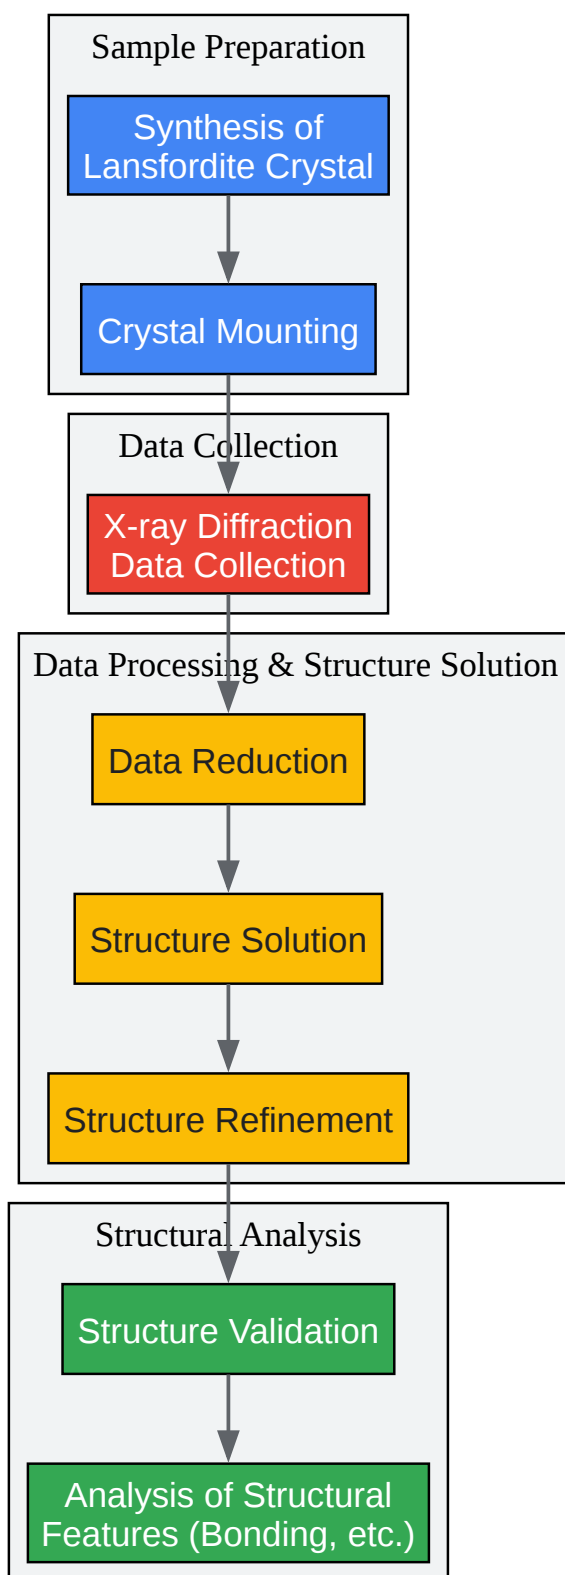 Sample Preparation
Synthesis of
Lansfordite Crystal
Crystal Mounting
Data Collection
X-ray Diffraction
Data Collection
Data Processing & Structure Solution
Data Reduction
Structure Solution
Structure Refinement
Structural Analysis
Structure Validation
Analysis of Structural
Features (Bonding, etc.)